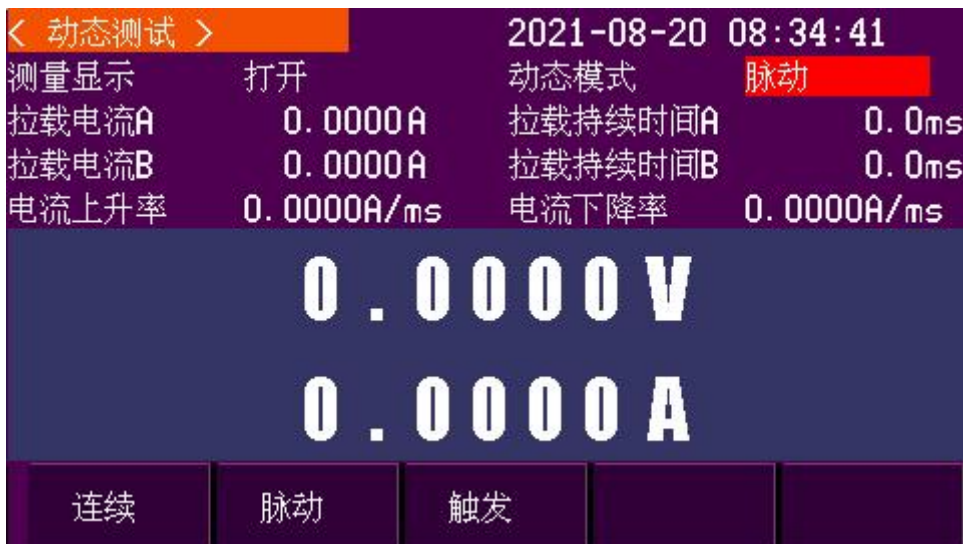 < 动态测试 > 2021-08-20 08:34:41
测量显示 打开 动态模式 脉动
拉载电流A 0.0000A 拉载持续时间A 0.0ms
拉载电流B 0.0000A 拉载持续时间B 0.0ms
电流上升率 0.0000A/ms 电流下降率 0.0000A/ms
0.0000V
0.0000A
连续 脉动 触发